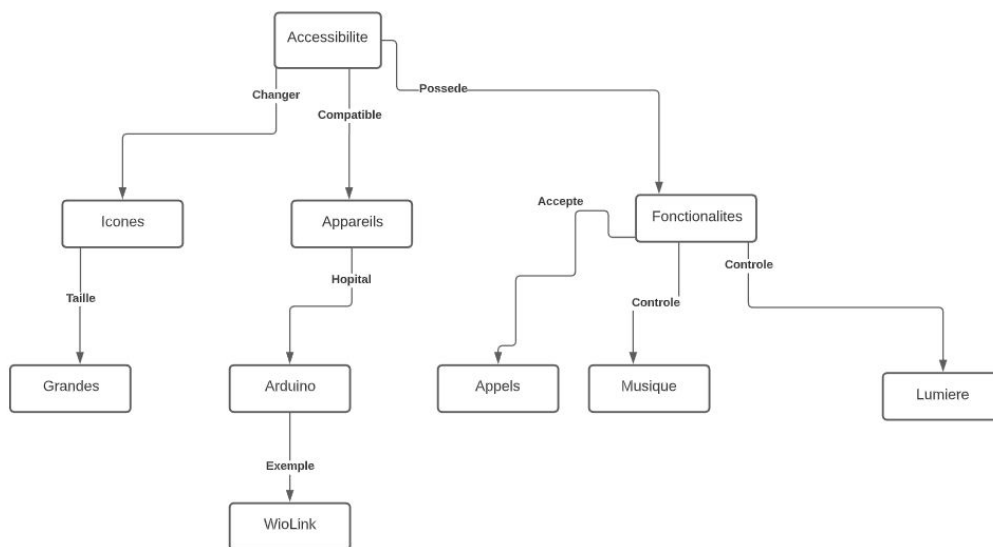 Accessibilite
Changer
Possede
Compatible
Icones
Appareils
Accepte
Fonctionalites
Hopital
Controle
Taille
Controle
Grandes
Arduino
Appels
Musique
Lumiere
Exemple
WioLink